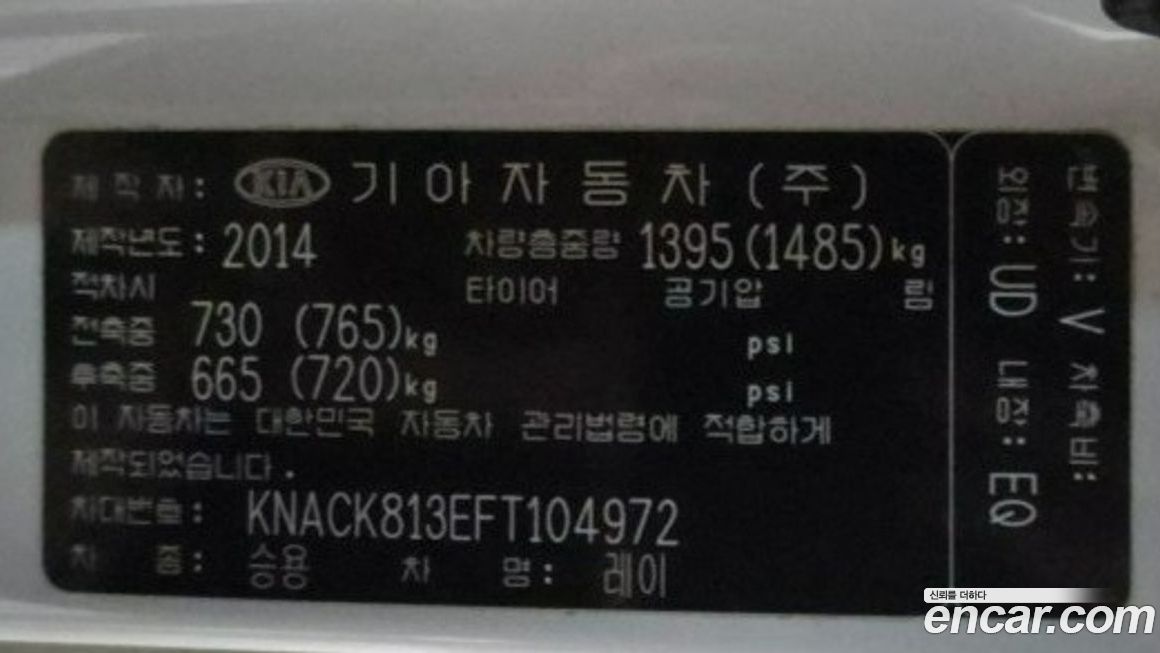 제 작 자 : KIA 기 아 자 동 차 ( 주 )
제작년도 : 2014 차량총중량 1395 (1485) kg
적차시 타이어 공기압 림
전축중 730 (765) kg psi
후축중 665 (720) kg psi
이 자동차는 대한민국 자동차 관리법령에 적합하게
제작되었습니다 .
차대번호 : KNACK813EFT104972
차 종 : 승용 차 명 : 레이
변속기 : V 차축비 :
외장 : UD 내장 : EQ
신뢰를 더하다
encar.com